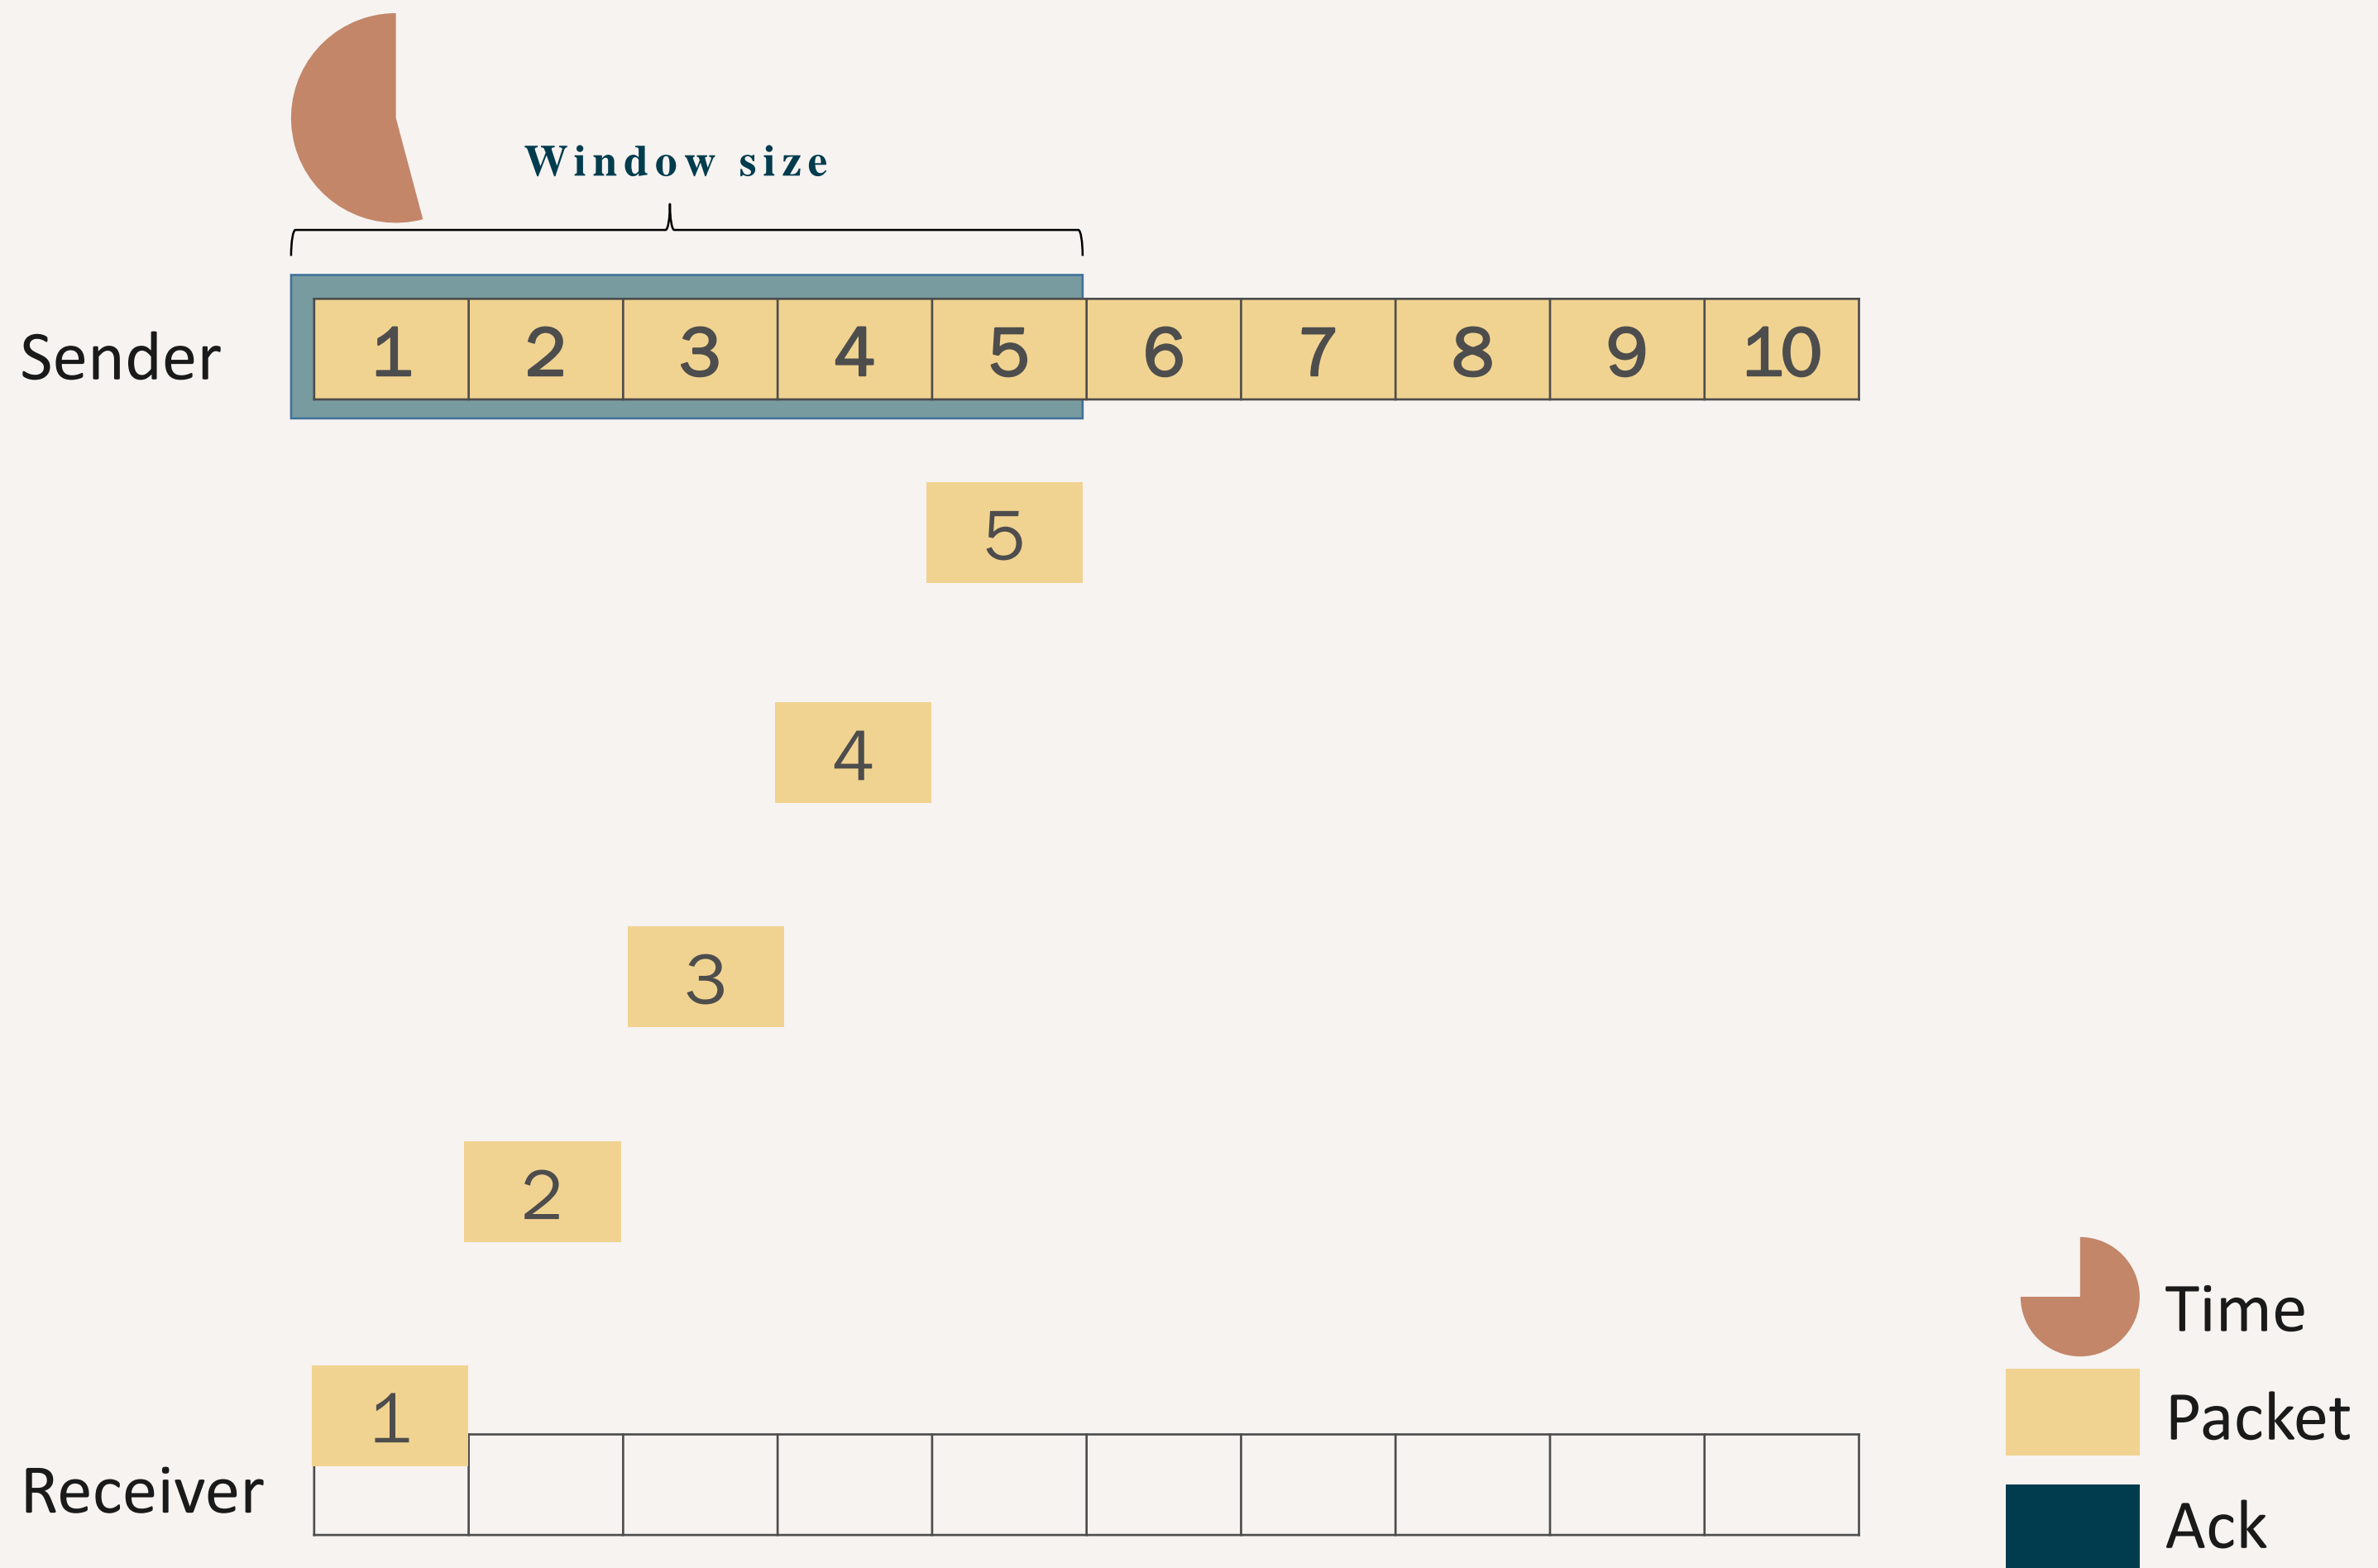 Window size
Sender
1 2 3 4 5 6 7 8 9 10
5
4
3
2
1
Receiver
Time
Packet
Ack